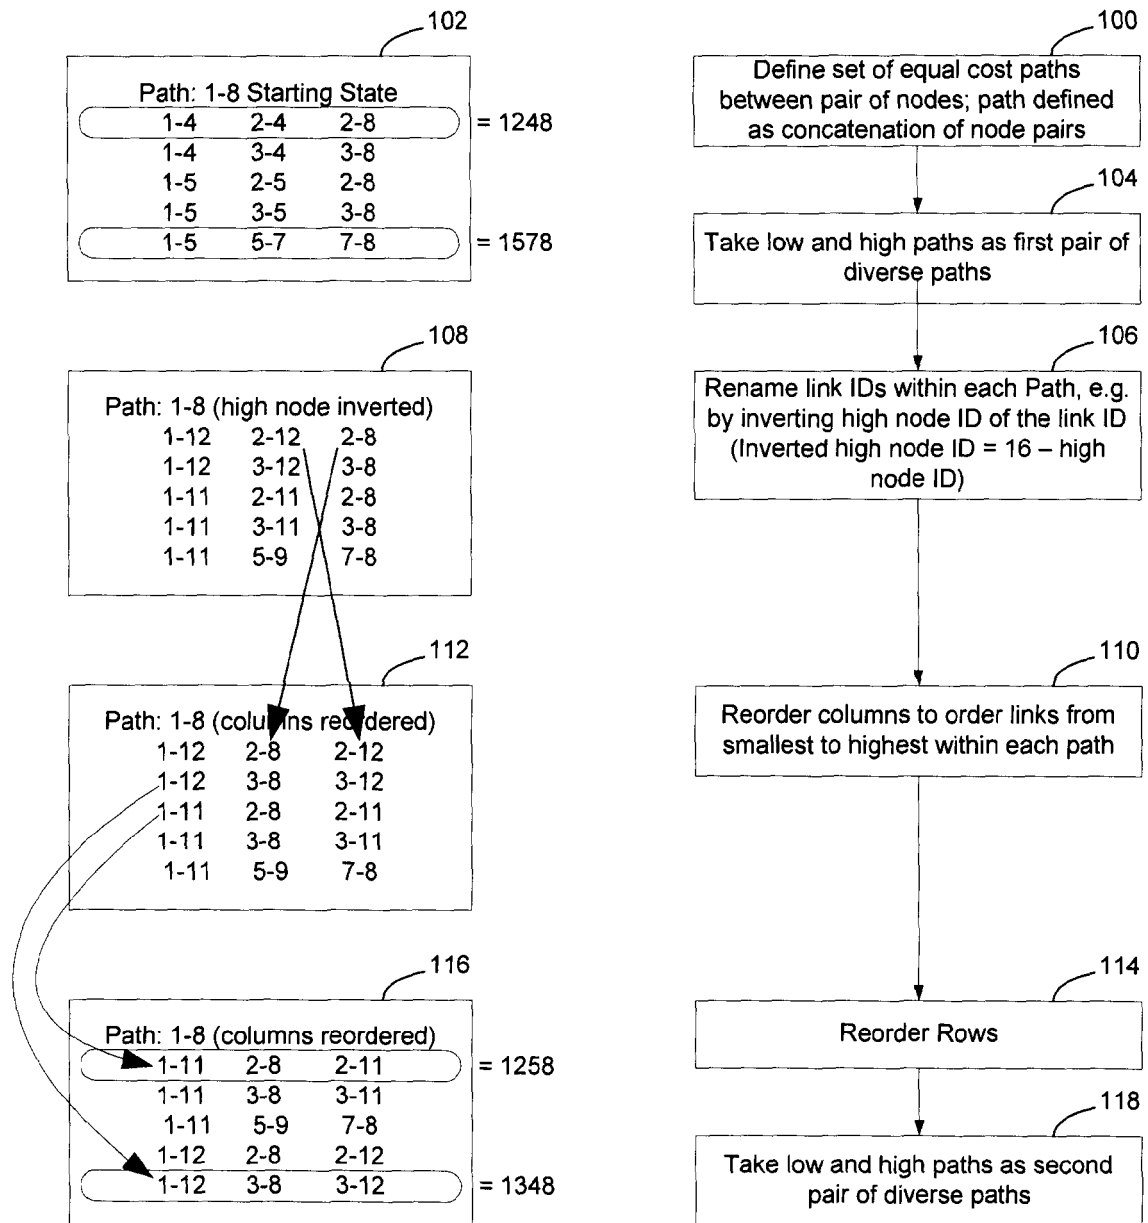 102
Path: 1-8 Starting State
1-4 2-4 2-8 = 1248
1-4 3-4 3-8
1-5 2-5 2-8
1-5 3-5 3-8
1-5 5-7 7-8 = 1578
108
Path: 1-8 (high node inverted)
1-12 2-12 2-8
1-12 3-12 3-8
1-11 2-11 2-8
1-11 3-11 3-8
1-11 5-9 7-8
112
Path: 1-8 (columns reordered)
1-12 2-8 2-12
1-12 3-8 3-12
1-11 2-8 2-11
1-11 3-8 3-11
1-11 5-9 7-8
116
Path: 1-8 (columns reordered)
1-11 2-8 2-11 = 1258
1-11 3-8 3-11
1-11 5-9 7-8
1-12 2-8 2-12
1-12 3-8 3-12 = 1348
100
Define set of equal cost paths
between pair of nodes; path defined
as concatenation of node pairs
104
Take low and high paths as first pair of
diverse paths
106
Rename link IDs within each Path, e.g.
by inverting high node ID of the link ID
(Inverted high node ID = 16 – high
node ID)
110
Reorder columns to order links from
smallest to highest within each path
114
Reorder Rows
118
Take low and high paths as second
pair of diverse paths